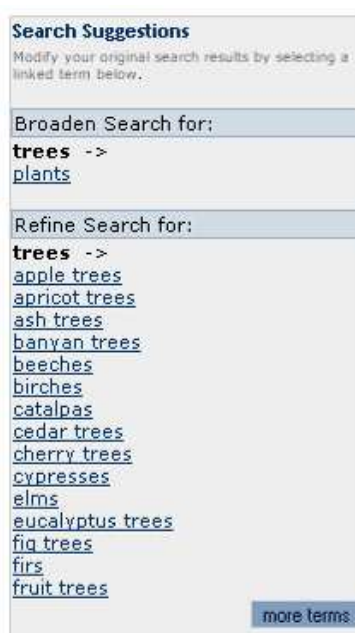 Search Suggestions
Modify your original search results by selecting a
linked term below.
Broaden Search for:
trees ->
plants
Refine Search for:
trees ->
apple trees
apricot trees
ash trees
banyan trees
beeches
birches
catalpas
cedar trees
cherry trees
cypresses
elms
eucalyptus trees
fig trees
firs
fruit trees
more terms